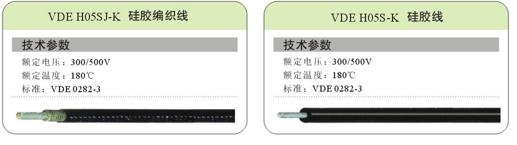 VDE H05SJ-K 硅胶编织线
技术参数
额定电压：300/500V
额定温度：180℃
标准：VDE 0282-3
VDE H05S-K 硅胶线
技术参数
额定电压：300/500V
额定温度：180℃
标准：VDE 0282-3